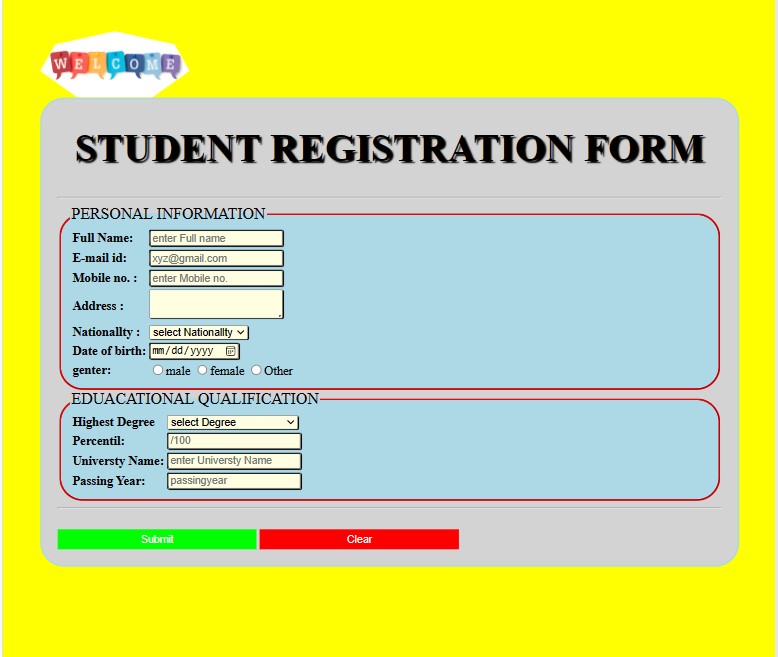 WELCOME
STUDENT REGISTRATION FORM
PERSONAL INFORMATION
Full Name: enter Full name
E-mail id: xyz@gmail.com
Mobile no. : enter Mobile no.
Address :
Nationallty : select Nationallty
Date of birth: mm/dd/yyyy
genter: male female Other
EDUACATIONAL QUALIFICATION
Highest Degree select Degree
Percentil: /100
Universty Name: enter Universty Name
Passing Year: passingyear
Submit Clear